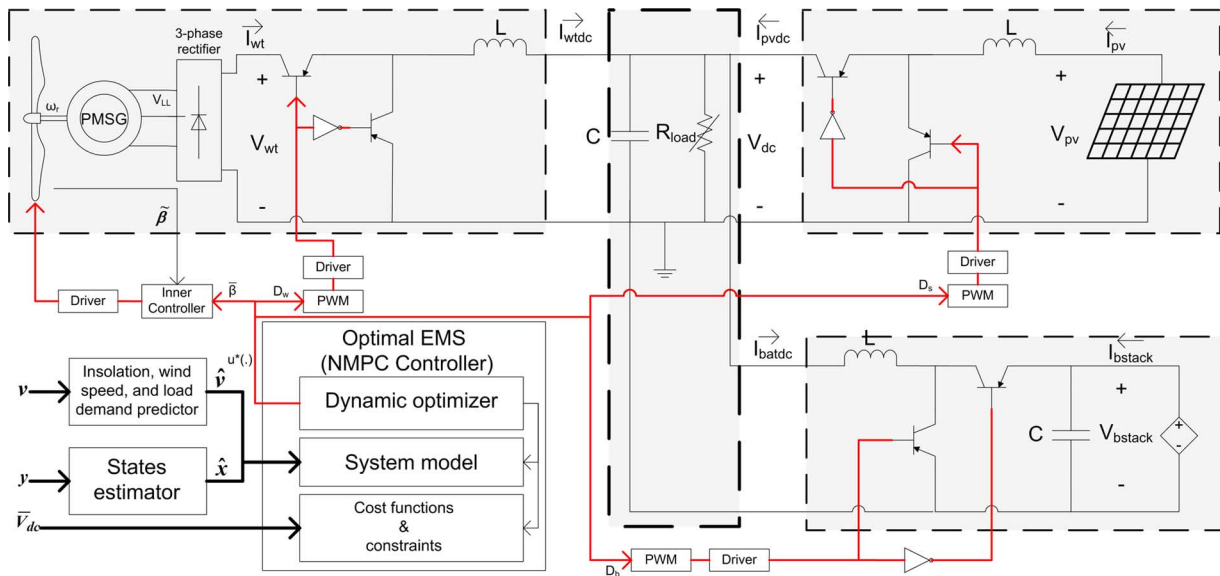 3-phase
rectifier
I_wt
L
I_wtdc
I_pvdc
L
I_pv
+
+
+
ω_r
PMSG
V_LL
V_wt
C
R_load
V_dc
V_pv
-
-
-
β̃
Driver
Driver
Driver
Inner
Controller
β̄
D_w
PWM
D_s
PWM
Optimal EMS
(NMPC Controller)
u*(.)
I_batdc
L
I_bstack
v
Insolation, wind
speed, and load
demand predictor
v̂
Dynamic optimizer
+
C
V_bstack
+
-
-
y
States
estimator
x̂
System model
V̄_dc
Cost functions
&
constraints
D_b
PWM
Driver